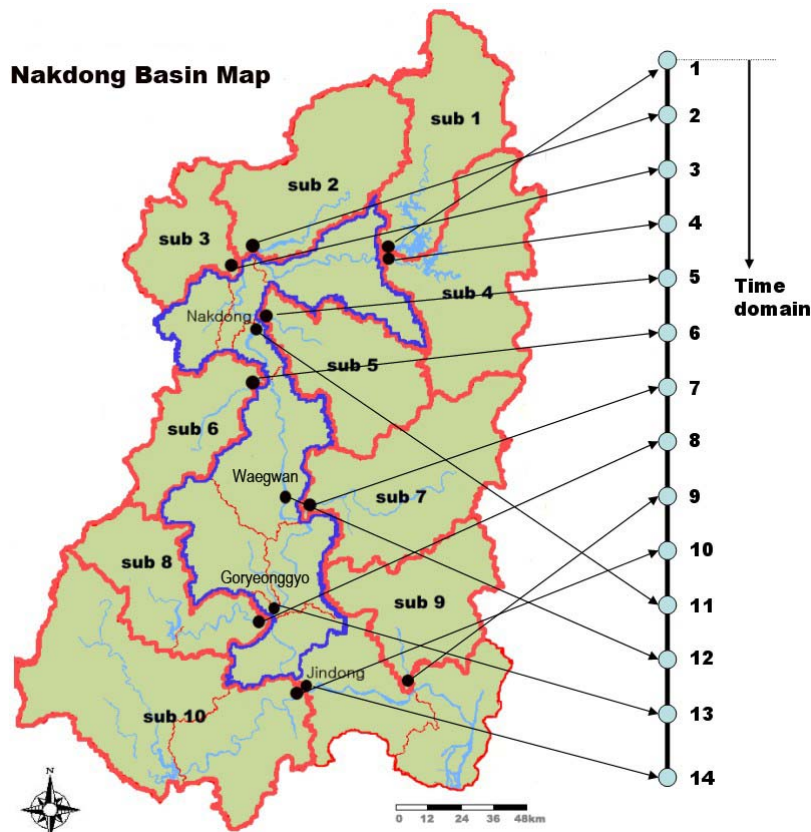 Nakdong Basin Map
sub 1
sub 2
sub 3
sub 4
Nakdong
sub 5
sub 6
Waegwan
sub 7
sub 8
Goryeonggyo
sub 9
Jindong
sub 10
1
2
3
4
5
6
7
8
9
10
11
12
13
14
Time
domain
N
0 12 24 36 48km